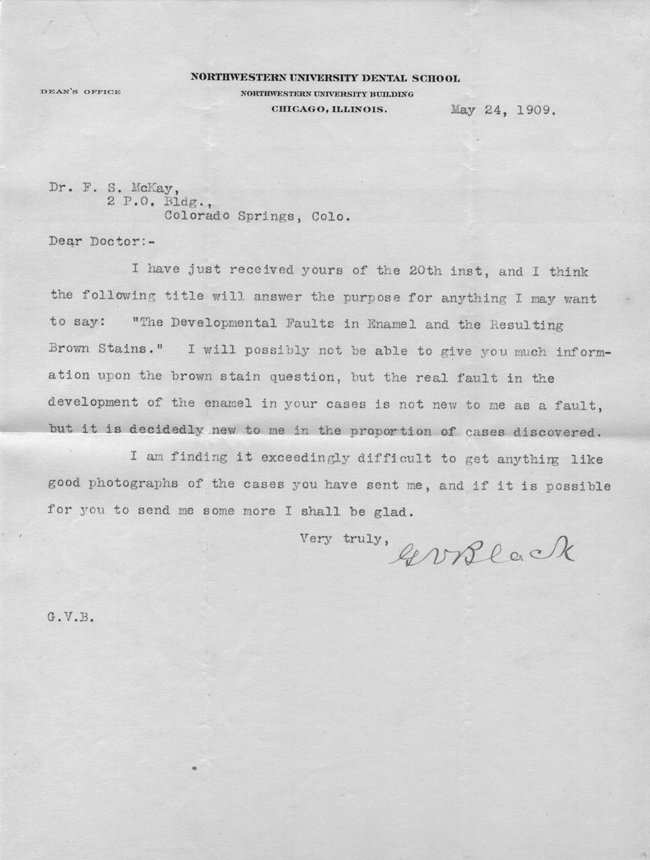 NORTHWESTERN UNIVERSITY DENTAL SCHOOL
DEAN'S OFFICE
NORTHWESTERN UNIVERSITY BUILDING
CHICAGO, ILLINOIS.
May 24, 1909.
Dr. F. S. McKay,
2 P.O. Bldg.,
Colorado Springs, Colo.
Dear Doctor:-
I have just received yours of the 20th inst, and I think
the following title will answer the purpose for anything I may want
to say: "The Developmental Faults in Enamel and the Resulting
Brown Stains." I will possibly not be able to give you much inform-
ation upon the brown stain question, but the real fault in the
development of the enamel in your cases is not new to me as a fault,
but it is decidedly new to me in the proportion of cases discovered.
I am finding it exceedingly difficult to get anything like
good photographs of the cases you have sent me, and if it is possible
for you to send me some more I shall be glad.
Very truly,
GVBlack
G.V.B.